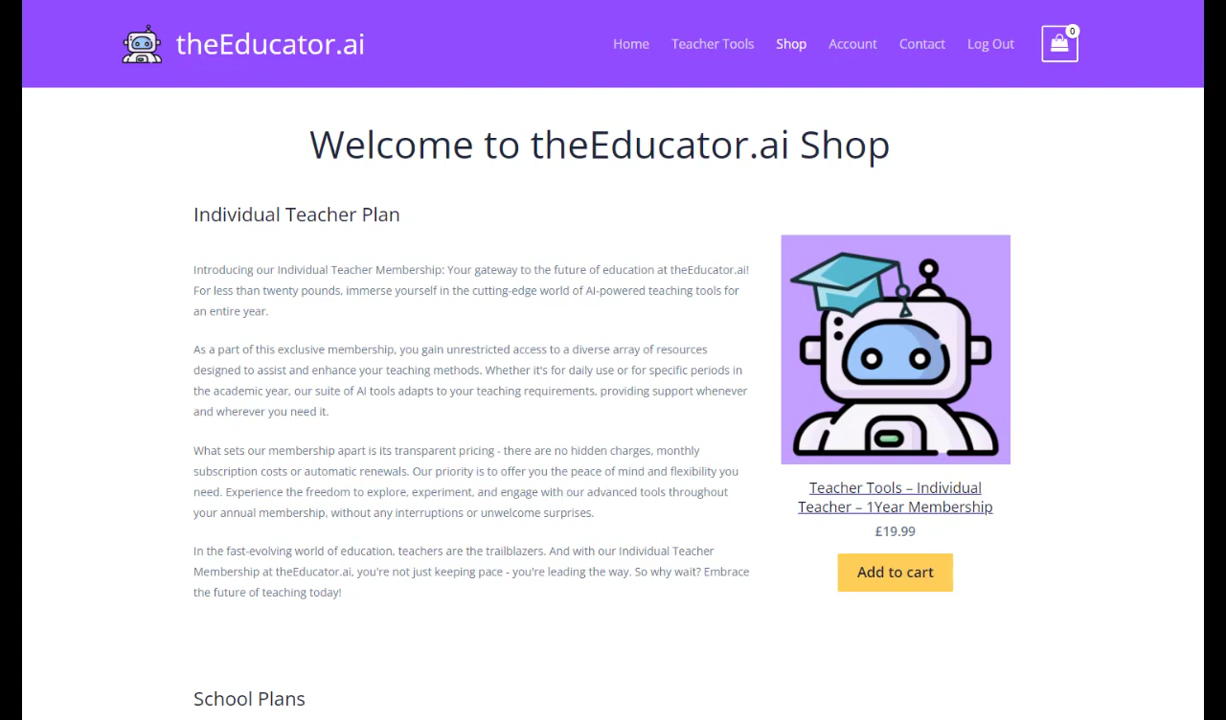 theEducator.ai
Home
Teacher Tools
Shop
Account
Contact
Log Out
0
Welcome to theEducator.ai Shop
Individual Teacher Plan
Introducing our Individual Teacher Membership: Your gateway to the future of education at theEducator.ai!
For less than twenty pounds, immerse yourself in the cutting-edge world of AI-powered teaching tools for
an entire year.
As a part of this exclusive membership, you gain unrestricted access to a diverse array of resources
designed to assist and enhance your teaching methods. Whether it's for daily use or for specific periods in
the academic year, our suite of AI tools adapts to your teaching requirements, providing support whenever
and wherever you need it.
What sets our membership apart is its transparent pricing - there are no hidden charges, monthly
subscription costs or automatic renewals. Our priority is to offer you the peace of mind and flexibility you
need. Experience the freedom to explore, experiment, and engage with our advanced tools throughout
your annual membership, without any interruptions or unwelcome surprises.
In the fast-evolving world of education, teachers are the trailblazers. And with our Individual Teacher
Membership at theEducator.ai, you're not just keeping pace - you're leading the way. So why wait? Embrace
the future of teaching today!
Teacher Tools – Individual
Teacher – 1Year Membership
£19.99
Add to cart
School Plans